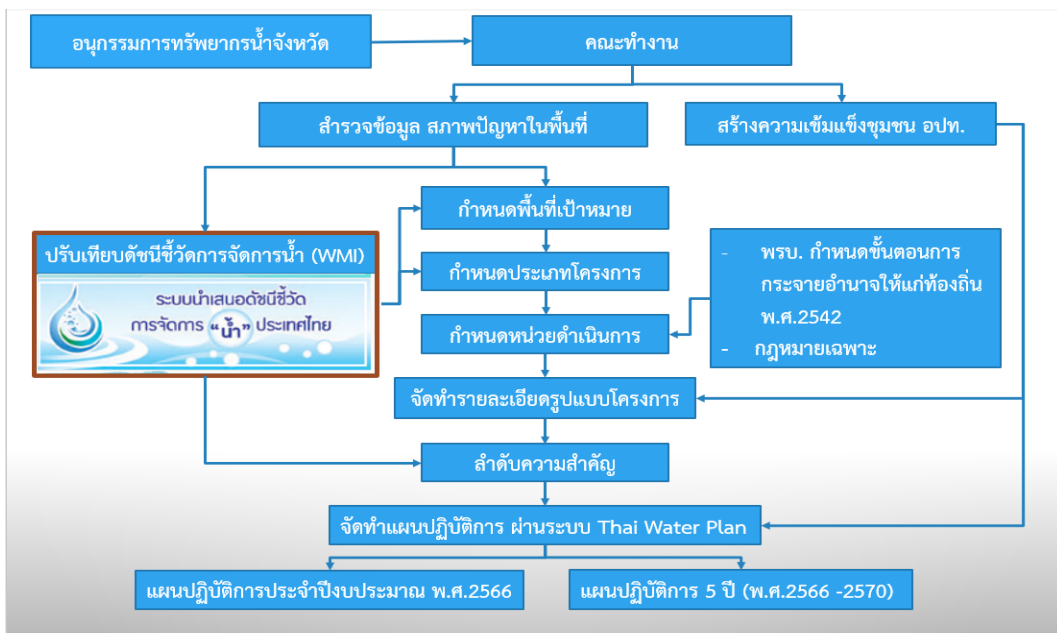 อนุกรรมการทรัพยากรน้ำจังหวัด
คณะทำงาน
สำรวจข้อมูล สภาพปัญหาในพื้นที่
สร้างความเข้มแข็งชุมชน อปท.
กำหนดพื้นที่เป้าหมาย
ปรับเทียบดัชนีชี้วัดการจัดการน้ำ (WMI)
ระบบนำเสนอดัชนีชี้วัด
การจัดการ “น้ำ” ประเทศไทย
กำหนดประเภทโครงการ
- พรบ. กำหนดขั้นตอนการ
กระจายอำนาจให้แก่ท้องถิ่น
พ.ศ.2542
- กฎหมายเฉพาะ
กำหนดหน่วยดำเนินการ
จัดทำรายละเอียดรูปแบบโครงการ
ลำดับความสำคัญ
จัดทำแผนปฏิบัติการ ผ่านระบบ Thai Water Plan
แผนปฏิบัติการประจำปีงบประมาณ พ.ศ.2566
แผนปฏิบัติการ 5 ปี (พ.ศ.2566 -2570)